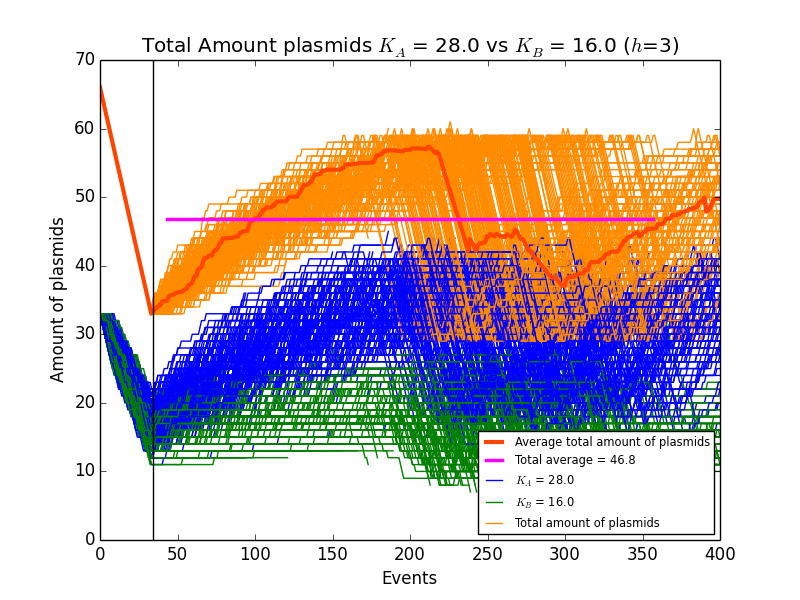 Total Amount plasmids K_A = 28.0 vs K_B = 16.0 (h=3)
70
60
50
40
30
20
10
0
Amount of plasmids
Average total amount of plasmids
Total average = 46.8
K_A = 28.0
K_B = 16.0
Total amount of plasmids
0 50 100 150 200 250 300 350 400
Events